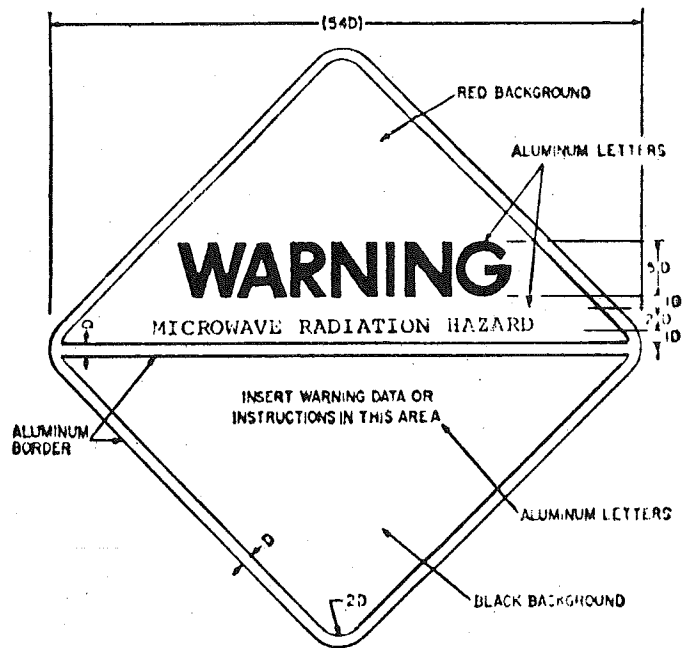 (54D)
RED BACKGROUND
ALUMINUM LETTERS
WARNING
5D
1D
2D
1D
D
MICROWAVE RADIATION HAZARD
INSERT WARNING DATA OR
INSTRUCTIONS IN THIS AREA
ALUMINUM
BORDER
ALUMINUM LETTERS
D
2D
BLACK BACKGROUND